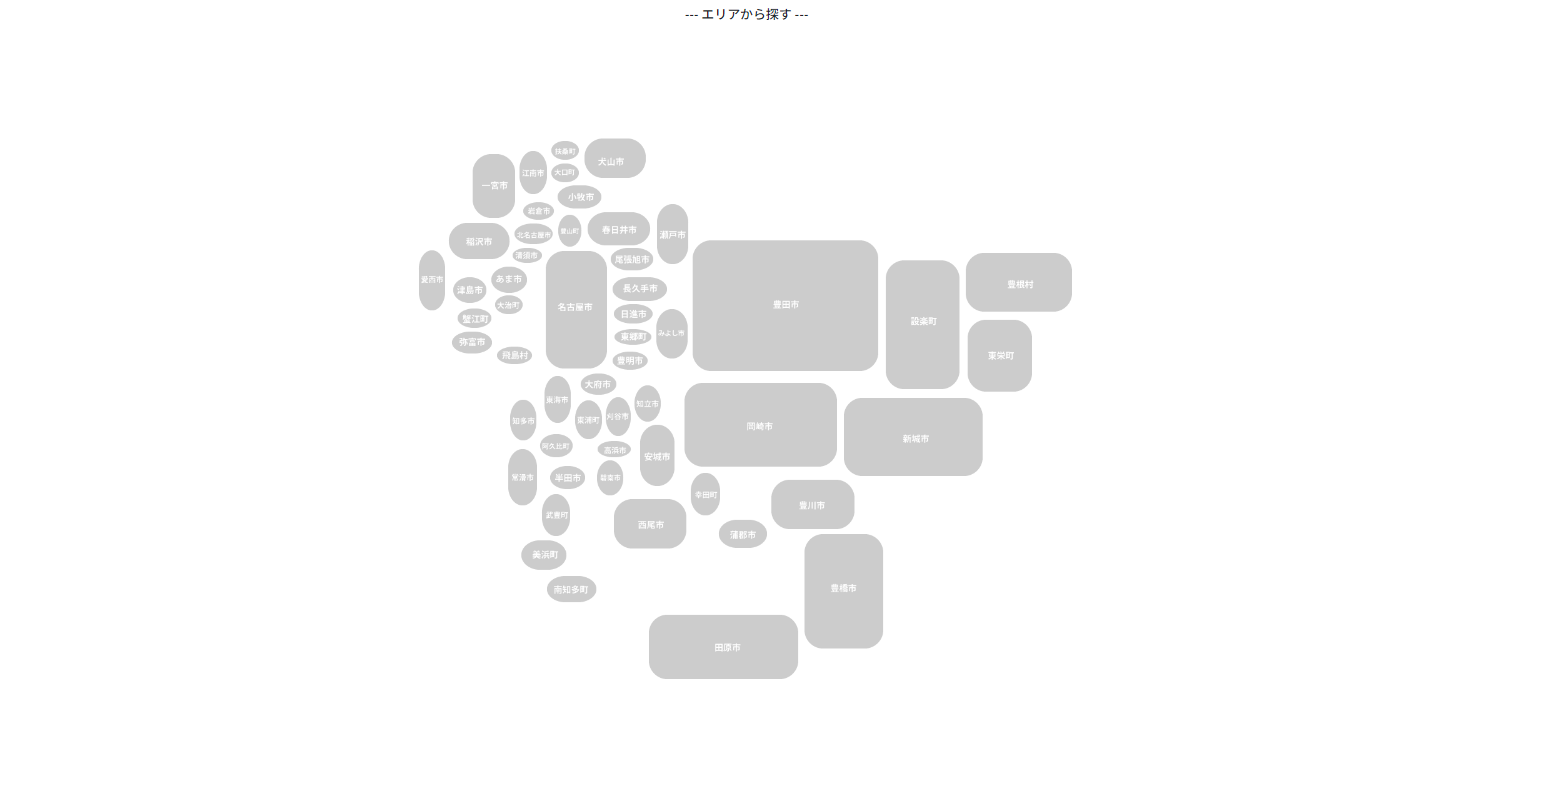 --- エリアから探す ---
扶桑町
犬山市
江南市
大口町
一宮市
小牧市
岩倉市
春日井市
豊山町
北名古屋市
瀬戸市
稲沢市
清須市
尾張旭市
愛西市
あま市
津島市
長久手市
大治町
名古屋市
日進市
蟹江町
みよし市
東郷町
弥富市
飛島村
豊明市
豊田市
設楽町
豊根村
東栄町
大府市
東海市
知立市
刈谷市
東浦町
知多市
岡崎市
新城市
阿久比町
高浜市
安城市
常滑市
半田市
碧南市
幸田町
豊川市
武豊町
西尾市
蒲郡市
美浜町
南知多町
豊橋市
田原市